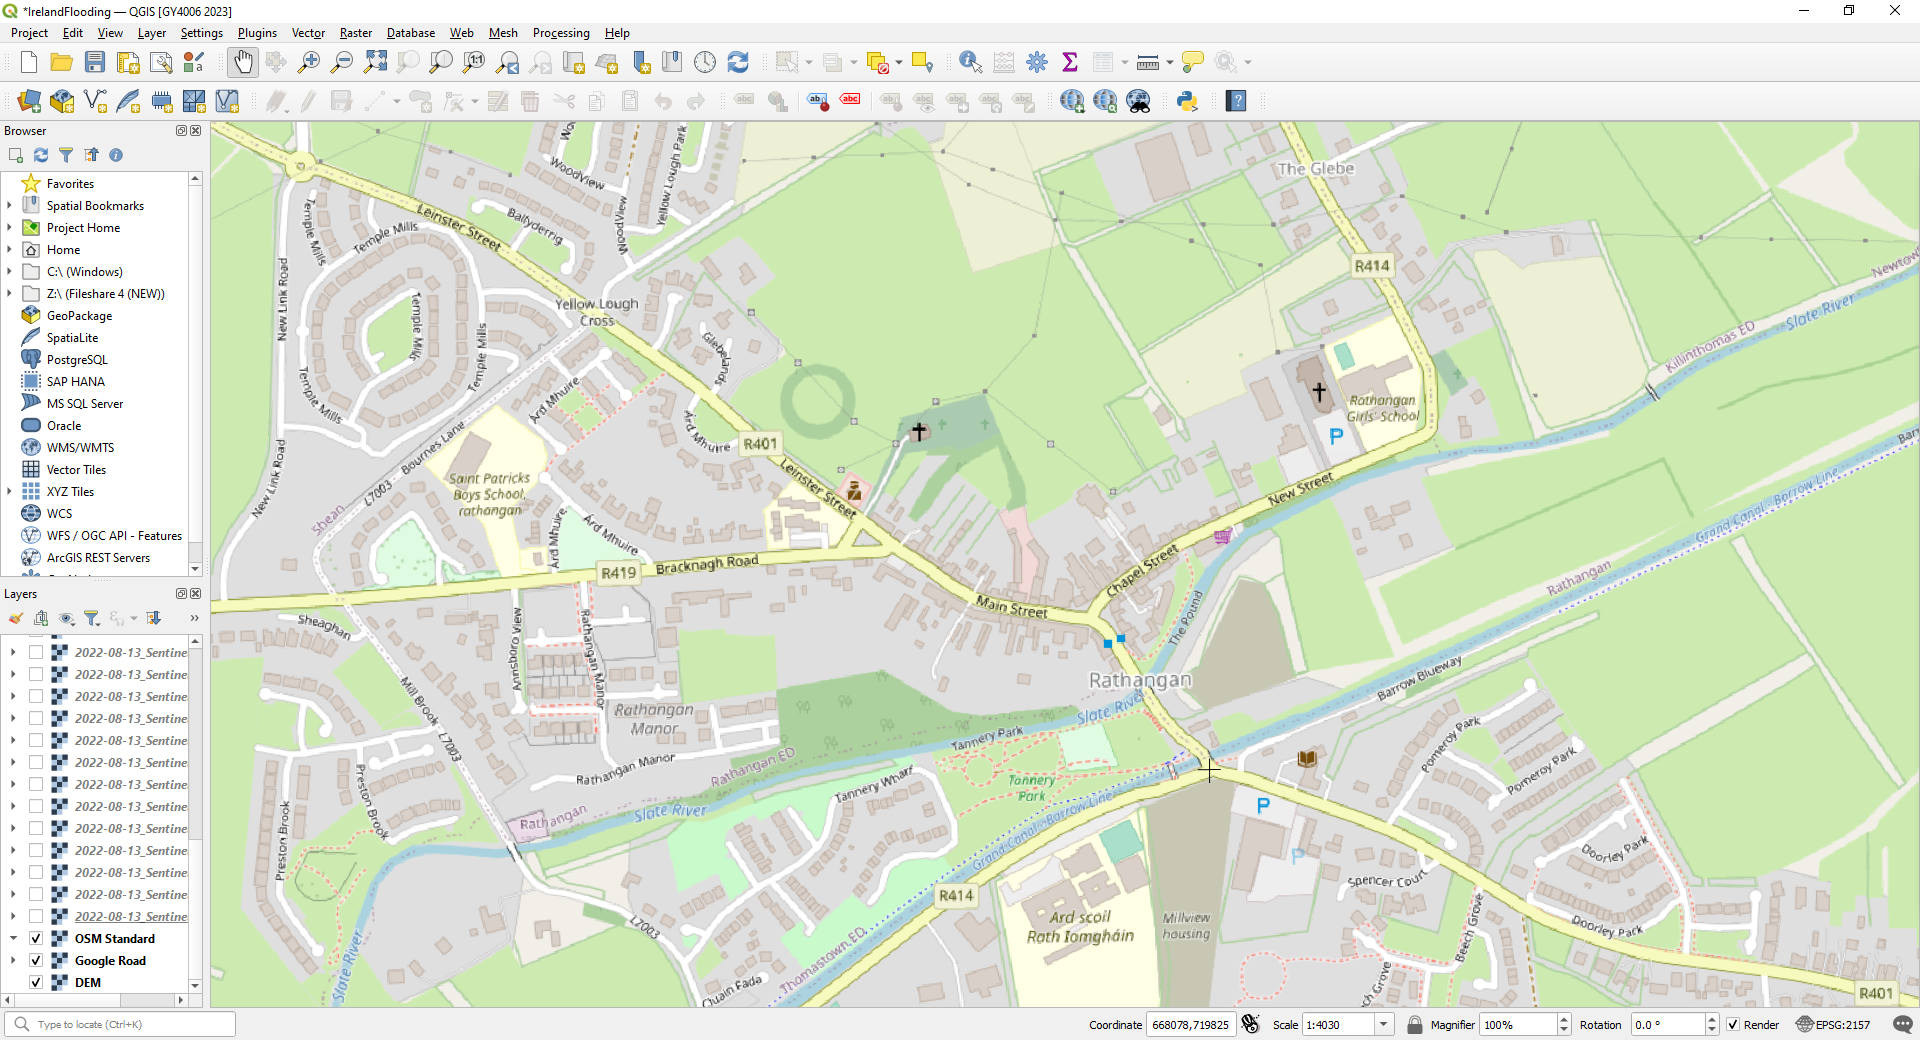 *IrelandFlooding — QGIS [GY4006 2023]
Project Edit View Layer Settings Plugins Vector Raster Database Web Mesh Processing Help
Browser
Favorites
Spatial Bookmarks
Project Home
Home
C:\ (Windows)
Z:\ (Fileshare 4 (NEW))
GeoPackage
SpatiaLite
PostgreSQL
SAP HANA
MS SQL Server
Oracle
WMS/WMTS
Vector Tiles
XYZ Tiles
WCS
WFS / OGC API - Features
ArcGIS REST Servers
Layers
2022-08-13_Sentine
2022-08-13_Sentine
2022-08-13_Sentine
2022-08-13_Sentine
2022-08-13_Sentine
2022-08-13_Sentine
2022-08-13_Sentine
2022-08-13_Sentine
2022-08-13_Sentine
2022-08-13_Sentine
2022-08-13_Sentine
2022-08-13_Sentine
2022-08-13_Sentine
OSM Standard
Google Road
DEM
WoodView
WoodView
Yellow Lough Park
The Glebe
Leinster Street
Ballyderrig
Temple Mills
Temple Mills
Temple Mills
Temple Mills
Temple Mills
New Link Road
New Link Road
Yellow Lough
Cross
R414
Newtow
Slate River
Killinthomas ED
Glebelands
Ard Mhuire
Ard Mhuire
Bournes Lane
L7003
Shean
R401
Leinster Street
Rathangan
Girls' School
P
Saint Patricks
Boys School,
rathangan
Ard Mhuire
Ard Mhuire
New Street
Grand Canal - Barrow Line
Bar
R419
Bracknagh Road
Chapel Street
Main Street
Rathangan
The Pound
Sheaghan
Annsboro View
Rathangan Manor
Rathangan
Manor
Rathangan Manor
Mill Brook
L7003
Rathangan
Slate River
Barrow Blueway
Tannery Park
Rathangan ED
Tannery
Park
Tannery Wharf
Pomeroy Park
Pomeroy Park
Preston Brook
Preston Brook
Rathangan
Slate River
Grand Canal - Barrow Line
P
P
Doorley Park
Spencer Court
R414
Ard scoil
Rath Iomgháin
Millview
housing
Doorley Park
Beech Grove
ch Grove
L7003
Slate River
Thomastown ED
Cluain Fada
R401
Type to locate (Ctrl+K)
Coordinate 668078,719825 Scale 1:4030 Magnifier 100% Rotation 0.0 ° Render EPSG:2157